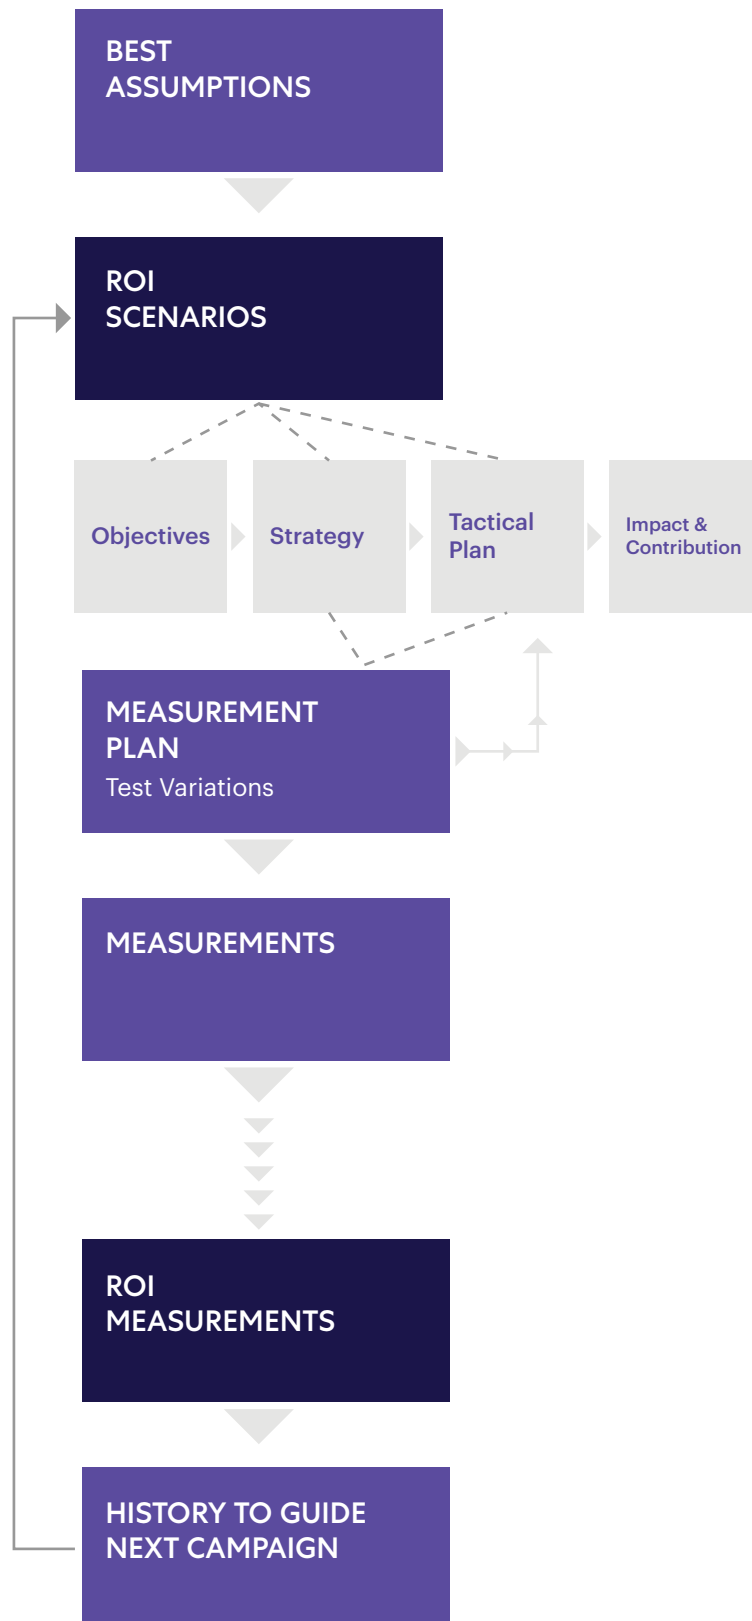 BEST
ASSUMPTIONS
ROI
SCENARIOS
Objectives
Strategy
Tactical
Plan
Impact &
Contribution
MEASUREMENT
PLAN
Test Variations
MEASUREMENTS
ROI
MEASUREMENTS
HISTORY TO GUIDE
NEXT CAMPAIGN